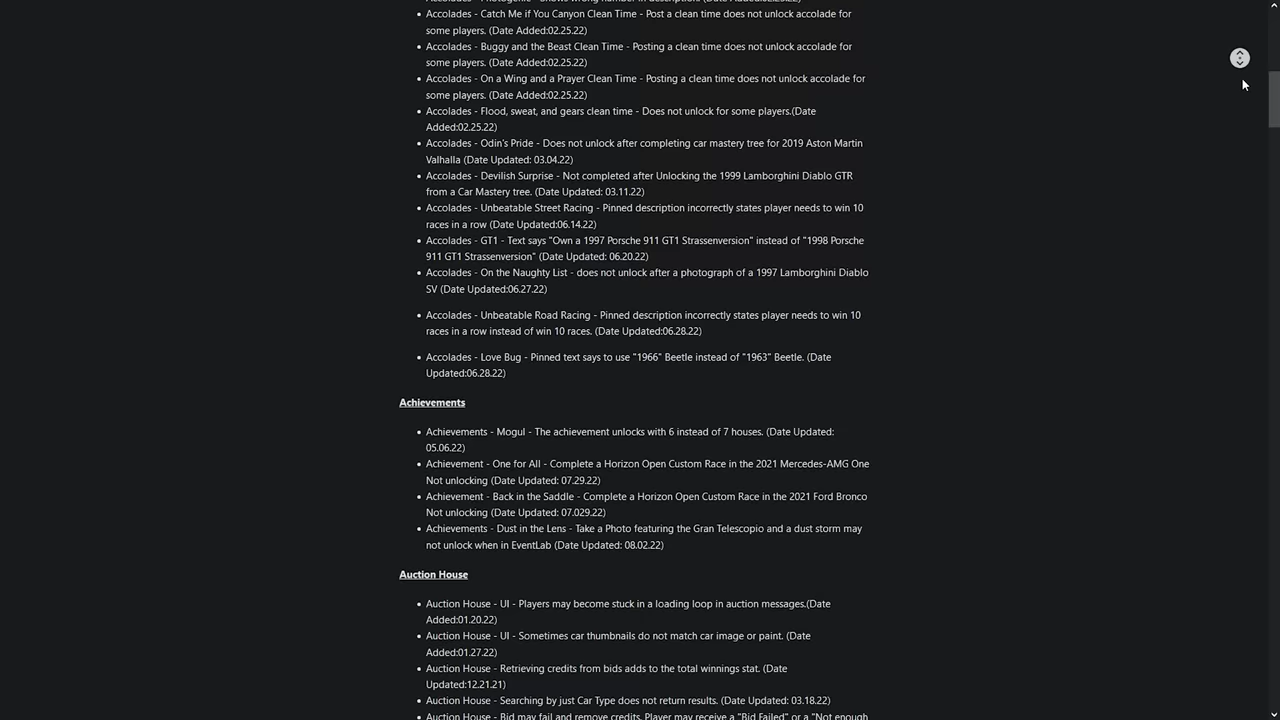 • Accolades - Catch Me if You Canyon Clean Time - Post a clean time does not unlock accolade for
some players. (Date Added:02.25.22)
• Accolades - Buggy and the Beast Clean Time - Posting a clean time does not unlock accolade for
some players. (Date Added:02.25.22)
• Accolades - On a Wing and a Prayer Clean Time - Posting a clean time does not unlock accolade for
some players. (Date Added:02.25.22)
• Accolades - Flood, sweat, and gears clean time - Does not unlock for some players.(Date
Added:02.25.22)
• Accolades - Odin's Pride - Does not unlock after completing car mastery tree for 2019 Aston Martin
Valhalla (Date Updated: 03.04.22)
• Accolades - Devilish Surprise - Not completed after Unlocking the 1999 Lamborghini Diablo GTR
from a Car Mastery tree. (Date Updated: 03.11.22)
• Accolades - Unbeatable Street Racing - Pinned description incorrectly states player needs to win 10
races in a row (Date Updated:06.14.22)
• Accolades - GT1 - Text says "Own a 1997 Porsche 911 GT1 Strassenversion" instead of "1998 Porsche
911 GT1 Strassenversion" (Date Updated: 06.20.22)
• Accolades - On the Naughty List - does not unlock after a photograph of a 1997 Lamborghini Diablo
SV (Date Updated:06.27.22)
• Accolades - Unbeatable Road Racing - Pinned description incorrectly states player needs to win 10
races in a row instead of win 10 races. (Date Updated:06.28.22)
• Accolades - Love Bug - Pinned text says to use "1966" Beetle instead of "1963" Beetle. (Date
Updated:06.28.22)
Achievements
• Achievements - Mogul - The achievement unlocks with 6 instead of 7 houses. (Date Updated:
05.06.22)
• Achievement - One for All - Complete a Horizon Open Custom Race in the 2021 Mercedes-AMG One
Not unlocking (Date Updated: 07.29.22)
• Achievement - Back in the Saddle - Complete a Horizon Open Custom Race in the 2021 Ford Bronco
Not unlocking (Date Updated: 07.029.22)
• Achievements - Dust in the Lens - Take a Photo featuring the Gran Telescopio and a dust storm may
not unlock when in EventLab (Date Updated: 08.02.22)
Auction House
• Auction House - UI - Players may become stuck in a loading loop in auction messages.(Date
Added:01.20.22)
• Auction House - UI - Sometimes car thumbnails do not match car image or paint. (Date
Added:01.27.22)
• Auction House - Retrieving credits from bids adds to the total winnings stat. (Date
Updated:12.21.21)
• Auction House - Searching by just Car Type does not return results. (Date Updated: 03.18.22)
• Auction House - Bid may fail and remove credits. Player may receive a "Bid Failed" or a "Not enough